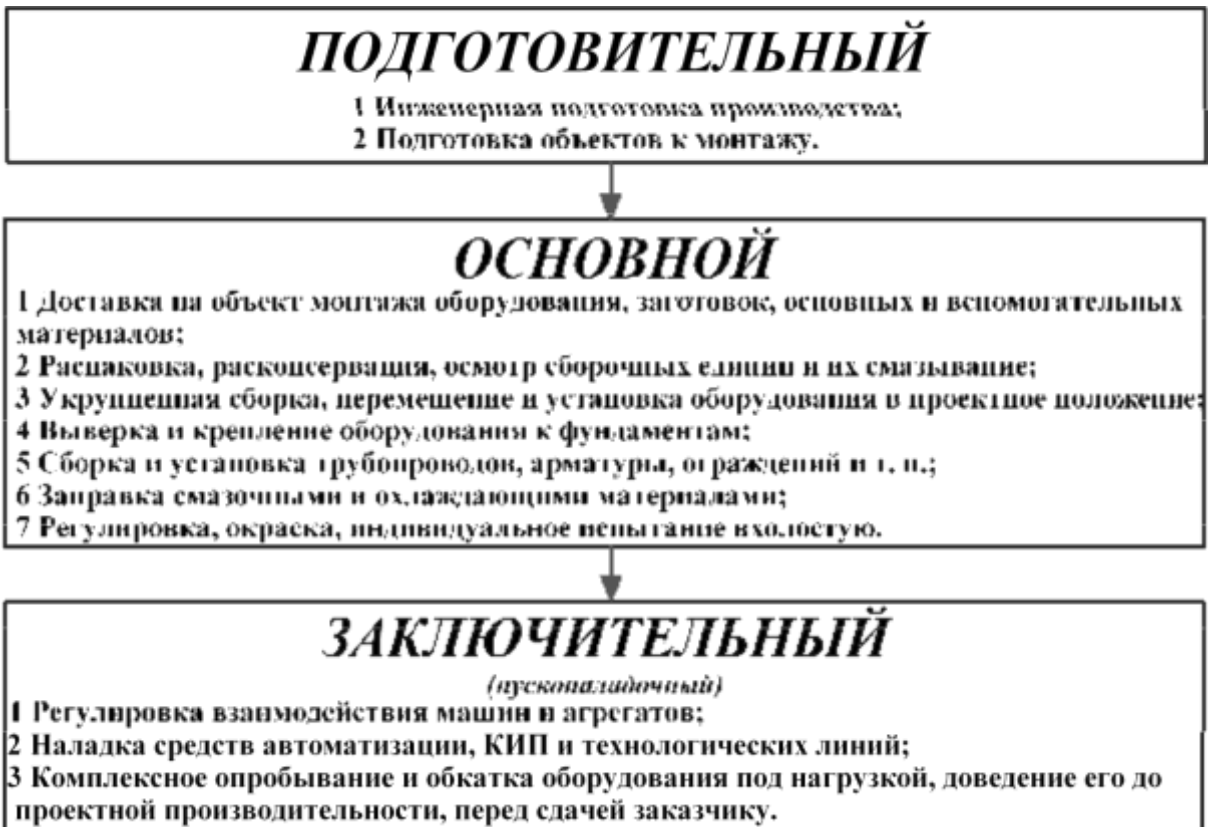 ПОДГОТОВИТЕЛЬНЫЙ
1 Инженерная подготовка производства;
2 Подготовка объектов к монтажу.
ОСНОВНОЙ
1 Доставка на объект монтажа оборудования, заготовок, основных и вспомогательных
материалов;
2 Распаковка, расконсервация, осмотр сборочных единиц и их смазывание;
3 Укрупненная сборка, перемещение и установка оборудования в проектное положение;
4 Выверка и крепление оборудования к фундаментам;
5 Сборка и установка трубопроводов, арматуры, ограждений и т. п.;
6 Заправка смазочными и охлаждающими материалами;
7 Регулировка, окраска, индивидуальное испытание вхолостую.
ЗАКЛЮЧИТЕЛЬНЫЙ
(пусконаладочный)
1 Регулировка взаимодействия машин и агрегатов;
2 Наладка средств автоматизации, КИП и технологических линий;
3 Комплексное опробывание и обкатка оборудования под нагрузкой, доведение его до
проектной производительности, перед сдачей заказчику.